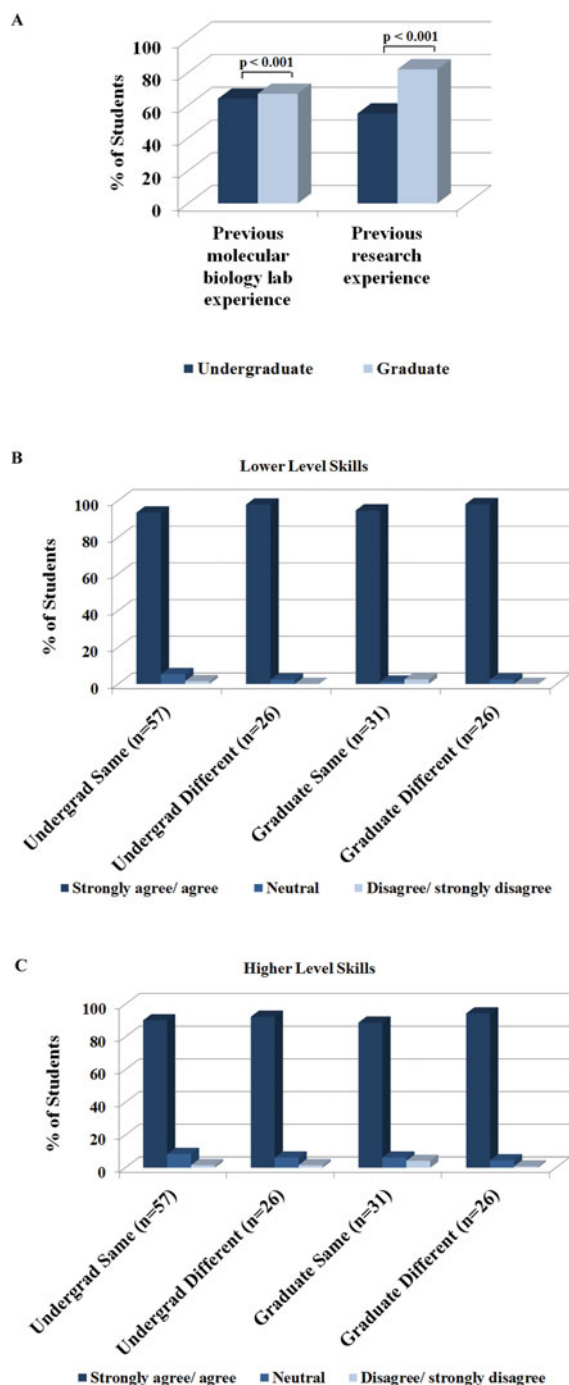 A
p < 0.001
p < 0.001
100
80
60
40
20
0
% of Students
Previous
molecular
biology lab
experience
Previous
research
experience
Undergraduate
Graduate
B
Lower Level Skills
100
80
60
40
20
0
% of Students
Undergrad Same (n=57)
Undergrad Different (n=26)
Graduate Same (n=31)
Graduate Different (n=26)
Strongly agree/ agree
Neutral
Disagree/ strongly disagree
C
Higher Level Skills
100
80
60
40
20
0
% of Students
Undergrad Same (n=57)
Undergrad Different (n=26)
Graduate Same (n=31)
Graduate Different (n=26)
Strongly agree/ agree
Neutral
Disagree/ strongly disagree